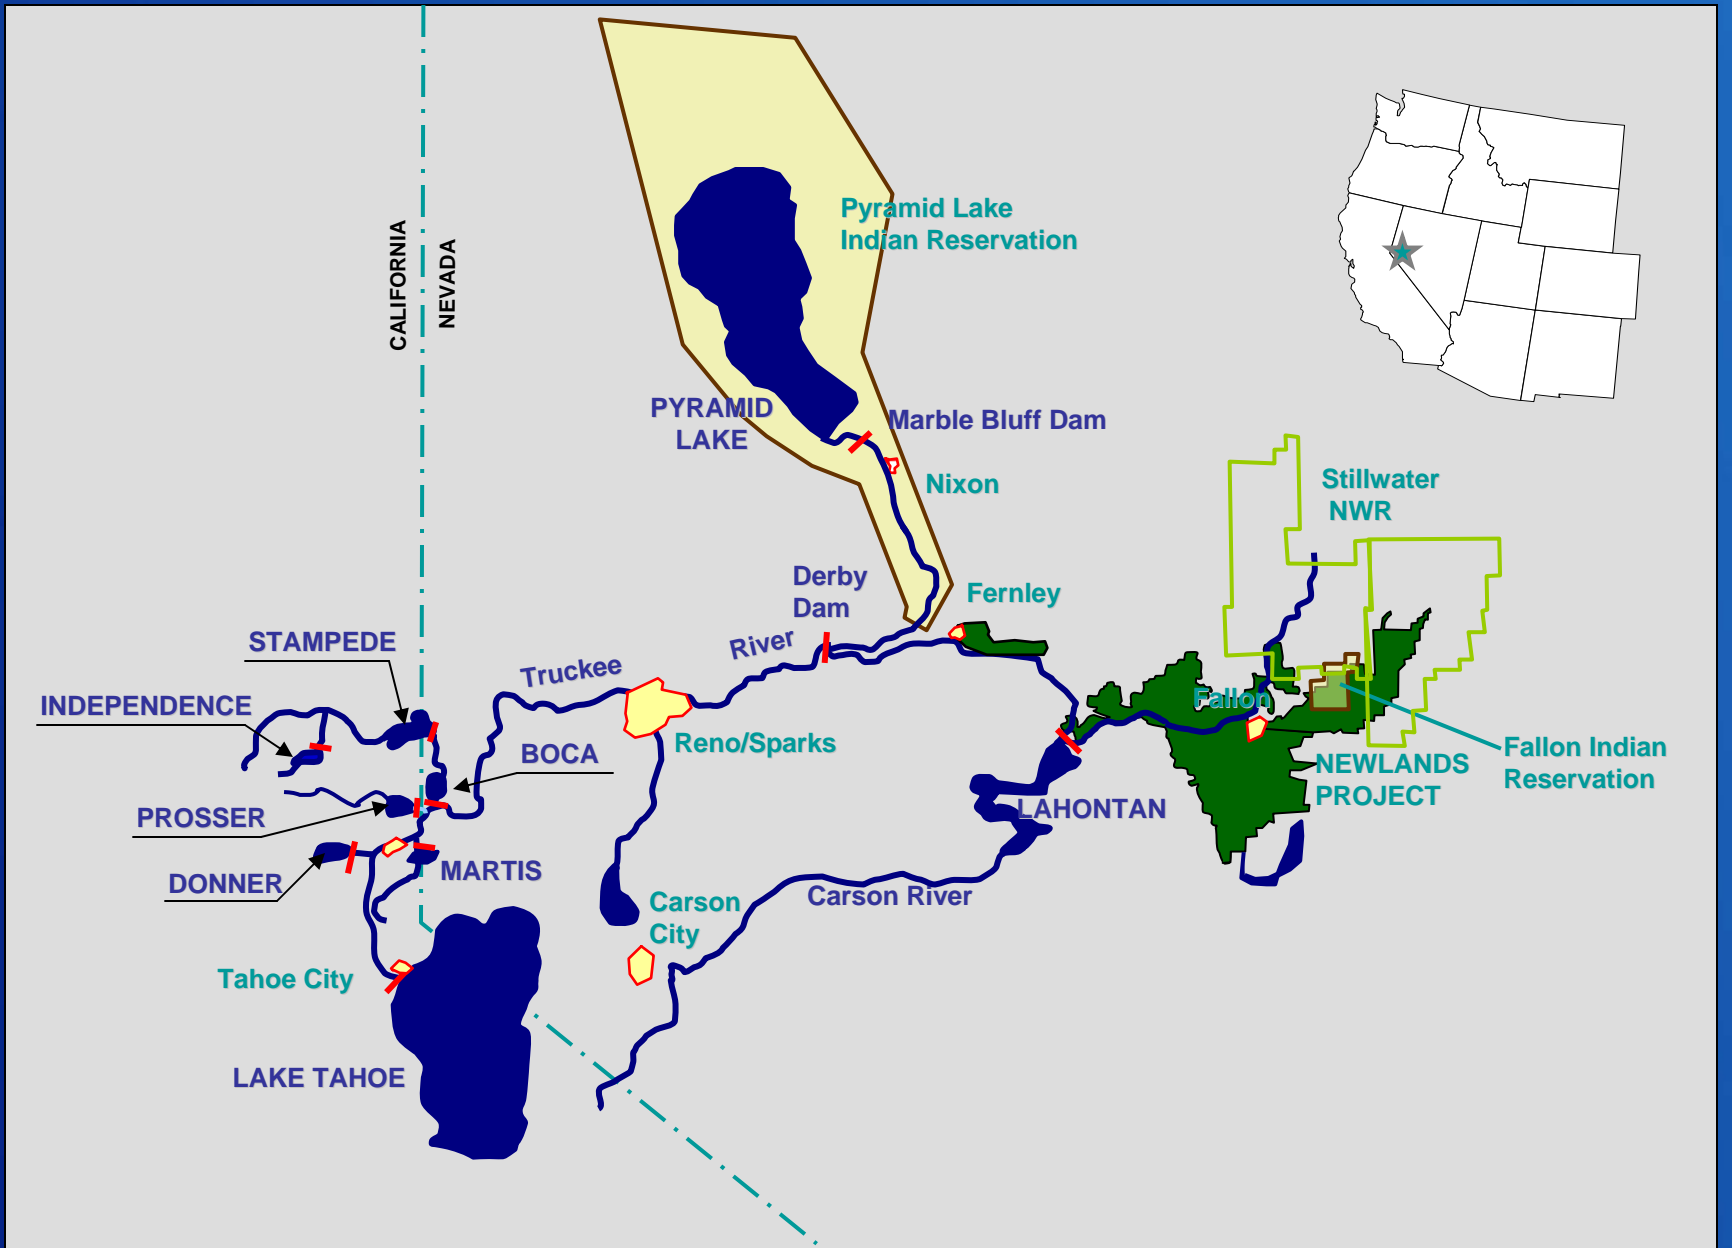 CALIFORNIA
NEVADA
Pyramid Lake
Indian Reservation
PYRAMID
LAKE
Marble Bluff Dam
Nixon
Stillwater
NWR
Derby
Dam
Fernley
STAMPEDE
River
Truckee
INDEPENDENCE
Fallon
BOCA
Reno/Sparks
Fallon Indian
Reservation
NEWLANDS
PROJECT
PROSSER
LAHONTAN
DONNER
MARTIS
Carson River
Carson
City
Tahoe City
LAKE TAHOE